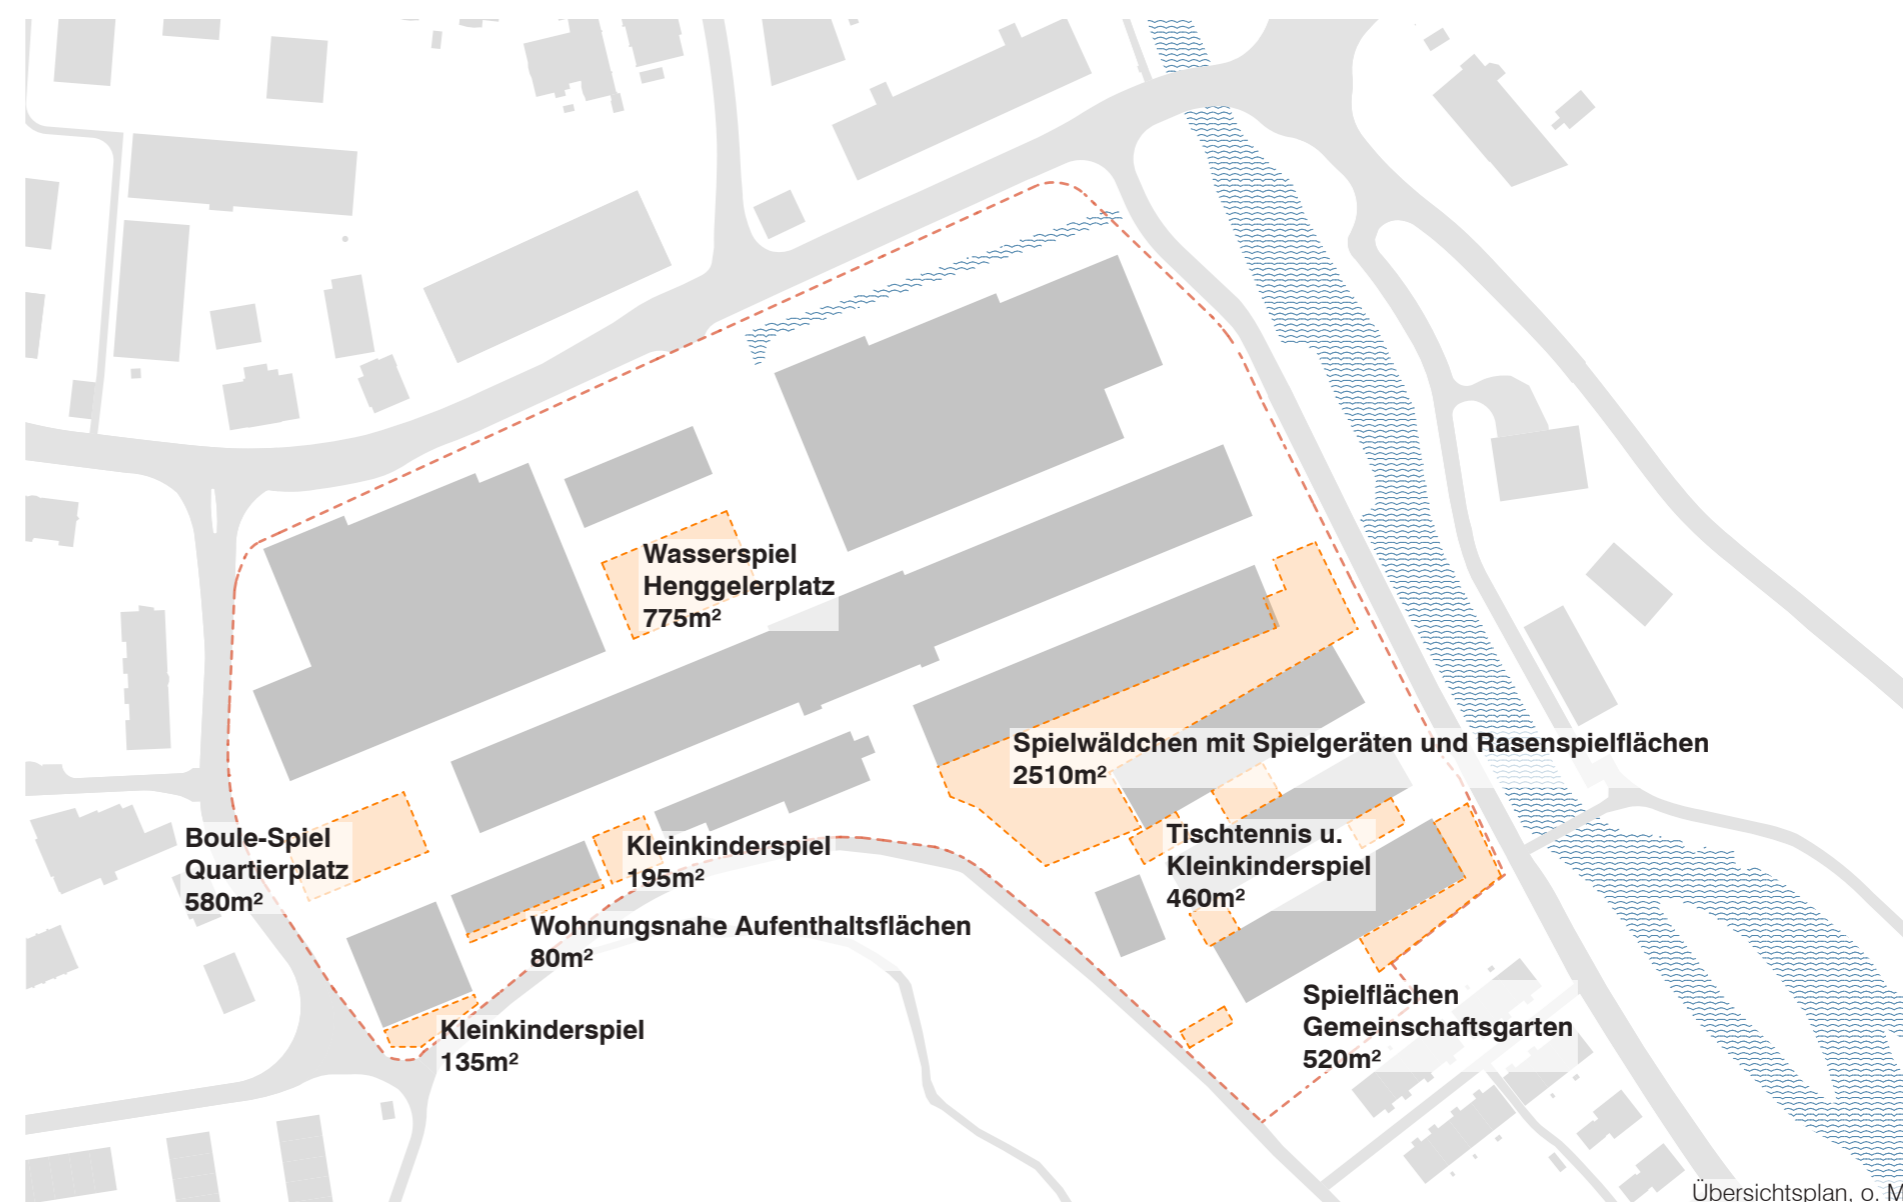 Wasserspiel
Henggelerplatz
775m²
Spielwäldchen mit Spielgeräten und Rasenspielflächen
2510m²
Boule-Spiel
Quartierplatz
580m²
Kleinkinderspiel
195m²
Tischtennis u.
Kleinkinderspiel
460m²
Wohnungsnahe Aufenthaltsflächen
80m²
Kleinkinderspiel
135m²
Spielflächen
Gemeinschaftsgarten
520m²
Übersichtsplan, o. M